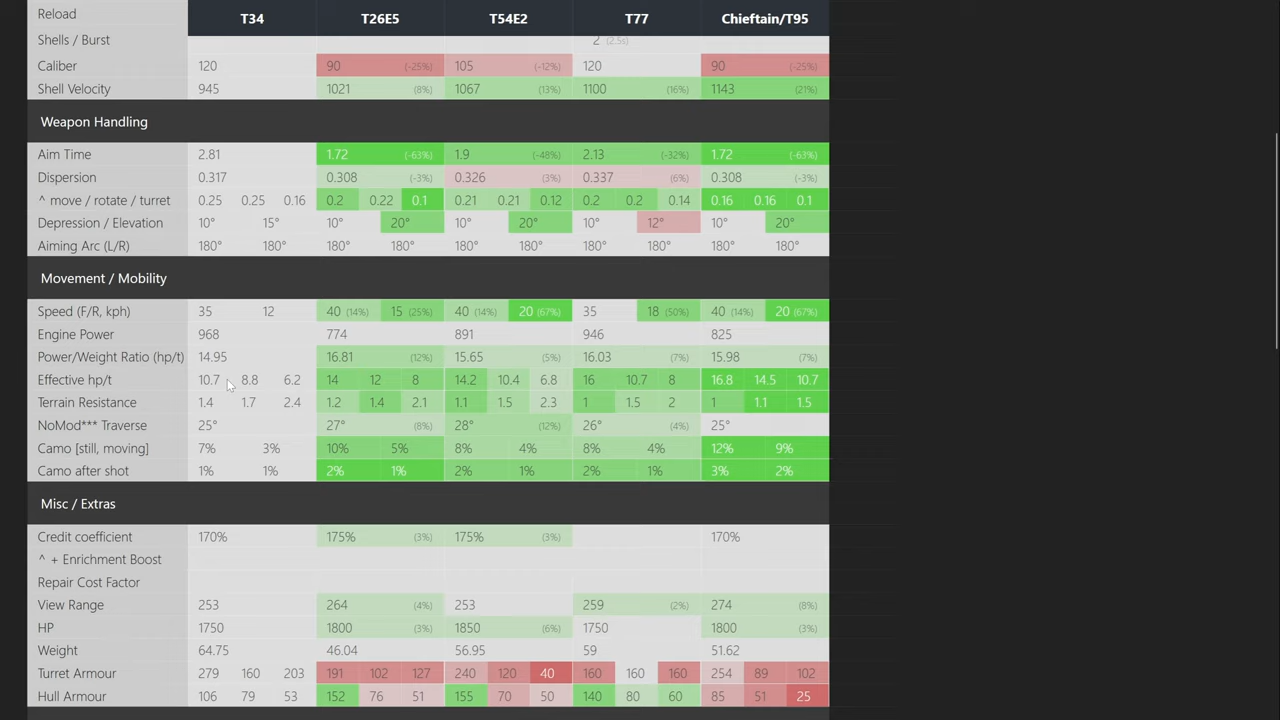 Reload T34 T26E5 T54E2 T77 Chieftain/T95
Shells / Burst 2 (2.5s)
Caliber 120 90 (-25%) 105 (-12%) 120 90 (-25%)
Shell Velocity 945 1021 (8%) 1067 (13%) 1100 (16%) 1143 (21%)
Weapon Handling
Aim Time 2.81 1.72 (-63%) 1.9 (-48%) 2.13 (-32%) 1.72 (-63%)
Dispersion 0.317 0.308 (-3%) 0.326 (3%) 0.337 (6%) 0.308 (-3%)
^ move / rotate / turret 0.25 0.25 0.16 0.2 0.22 0.1 0.21 0.21 0.12 0.2 0.2 0.14 0.16 0.16 0.1
Depression / Elevation 10° 15° 10° 20° 10° 20° 10° 12° 10° 20°
Aiming Arc (L/R) 180° 180° 180° 180° 180° 180° 180° 180° 180° 180°
Movement / Mobility
Speed (F/R, kph) 35 12 40 (14%) 15 (25%) 40 (14%) 20 (67%) 35 18 (50%) 40 (14%) 20 (67%)
Engine Power 968 774 891 946 825
Power/Weight Ratio (hp/t) 14.95 16.81 (12%) 15.65 (5%) 16.03 (7%) 15.98 (7%)
Effective hp/t 10.7 8.8 6.2 14 12 8 14.2 10.4 6.8 16 10.7 8 16.8 14.5 10.7
Terrain Resistance 1.4 1.7 2.4 1.2 1.4 2.1 1.1 1.5 2.3 1 1.5 2 1 1.1 1.5
NoMod*** Traverse 25° 27° (8%) 28° (12%) 26° (4%) 25°
Camo [still, moving] 7% 3% 10% 5% 8% 4% 8% 4% 12% 9%
Camo after shot 1% 1% 2% 1% 2% 1% 2% 1% 3% 2%
Misc / Extras
Credit coefficient 170% 175% (3%) 175% (3%) 170%
^ + Enrichment Boost
Repair Cost Factor
View Range 253 264 (4%) 253 259 (2%) 274 (8%)
HP 1750 1800 (3%) 1850 (6%) 1750 1800 (3%)
Weight 64.75 46.04 56.95 59 51.62
Turret Armour 279 160 203 191 102 127 240 120 40 160 160 160 254 89 102
Hull Armour 106 79 53 152 76 51 155 70 50 140 80 60 85 51 25